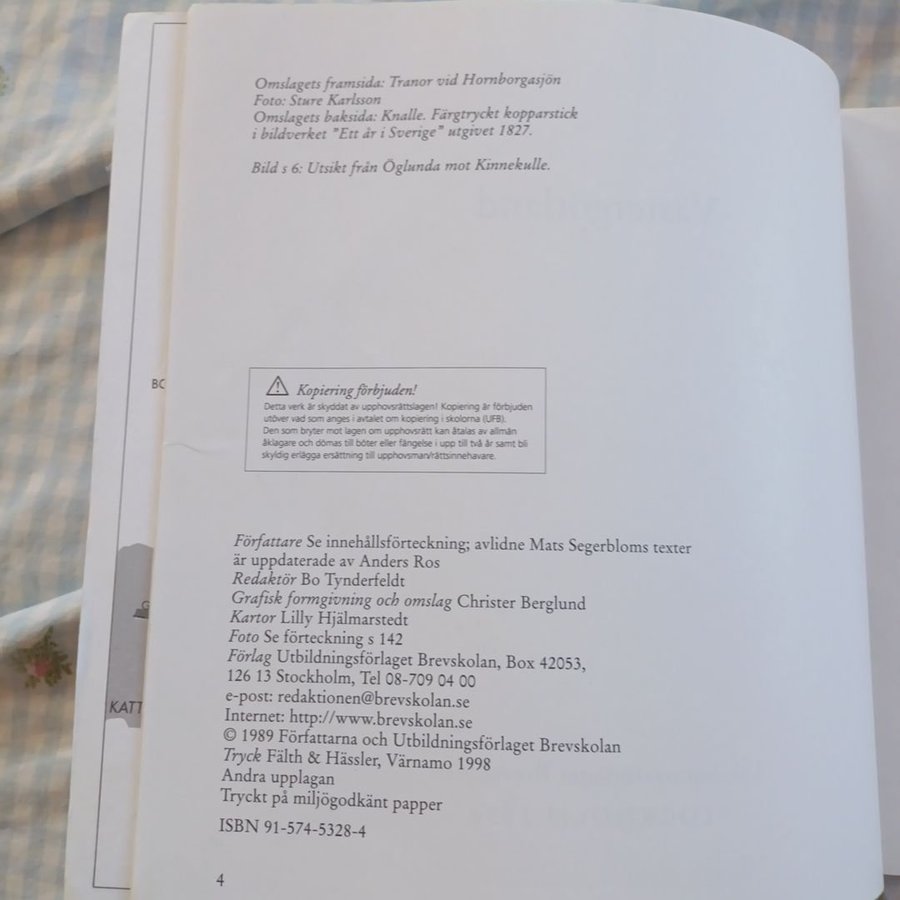 Omslagets framsida: Tranor vid Hornborgasjön
Foto: Sture Karlsson
Omslagets baksida: Knalle. Färgtryckt kopparstick
i bildverket "Ett år i Sverige" utgivet 1827.
Bild s 6: Utsikt från Öglunda mot Kinnekulle.
Kopiering förbjuden!
Detta verk är skyddat av upphovsrättslagen! Kopiering är förbjuden
utöver vad som anges i avtalet om kopiering i skolorna (UFB).
Den som bryter mot lagen om upphovsrätt kan åtalas av allmän
åklagare och dömas till böter eller fängelse i upp till två år samt bli
skyldig erlägga ersättning till upphovsman/rättsinnehavare.
Författare Se innehållsförteckning; avlidne Mats Segerbloms texter
är uppdaterade av Anders Ros
Redaktör Bo Tynderfeldt
Grafisk formgivning och omslag Christer Berglund
Kartor Lilly Hjälmarstedt
Foto Se förteckning s 142
Förlag Utbildningsförlaget Brevskolan, Box 42053,
126 13 Stockholm, Tel 08-709 04 00
e-post: redaktionen@brevskolan.se
Internet: http://www.brevskolan.se
© 1989 Författarna och Utbildningsförlaget Brevskolan
Tryck Fälth & Hässler, Värnamo 1998
Andra upplagan
Tryckt på miljögodkänt papper
ISBN 91-574-5328-4
4
BO
G
KATT